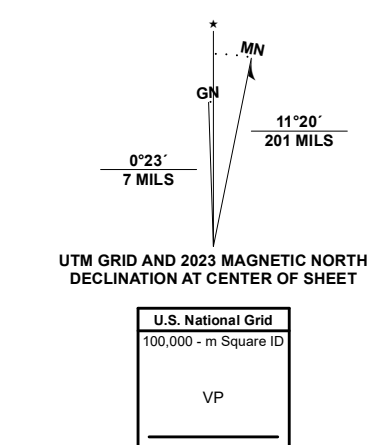 MN
GN
11°20´
201 MILS
0°23´
7 MILS
UTM GRID AND 2023 MAGNETIC NORTH
DECLINATION AT CENTER OF SHEET
U.S. National Grid
100,000 - m Square ID
VP